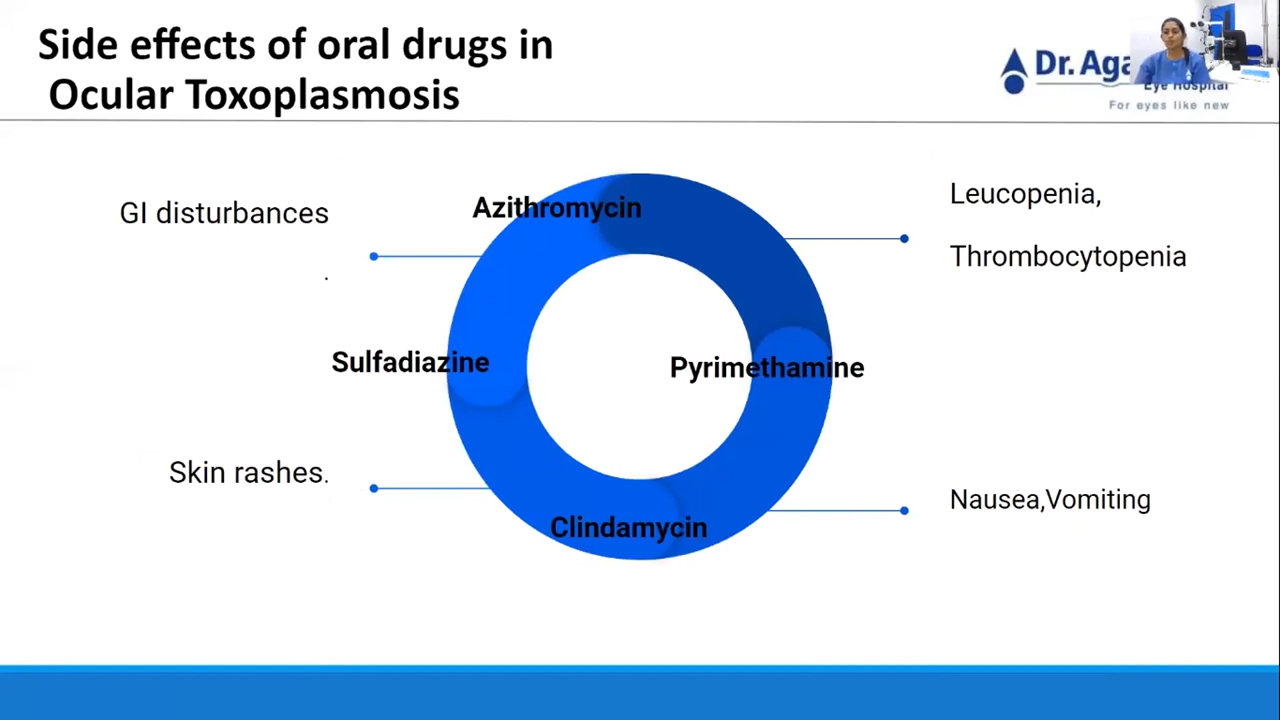 Side effects of oral drugs in
Ocular Toxoplasmosis
Dr. Aga
Eye Hospital
For eyes like new
GI disturbances
.
Azithromycin
Leucopenia,
Thrombocytopenia
Sulfadiazine
Pyrimethamine
Skin rashes.
Clindamycin
Nausea,Vomiting